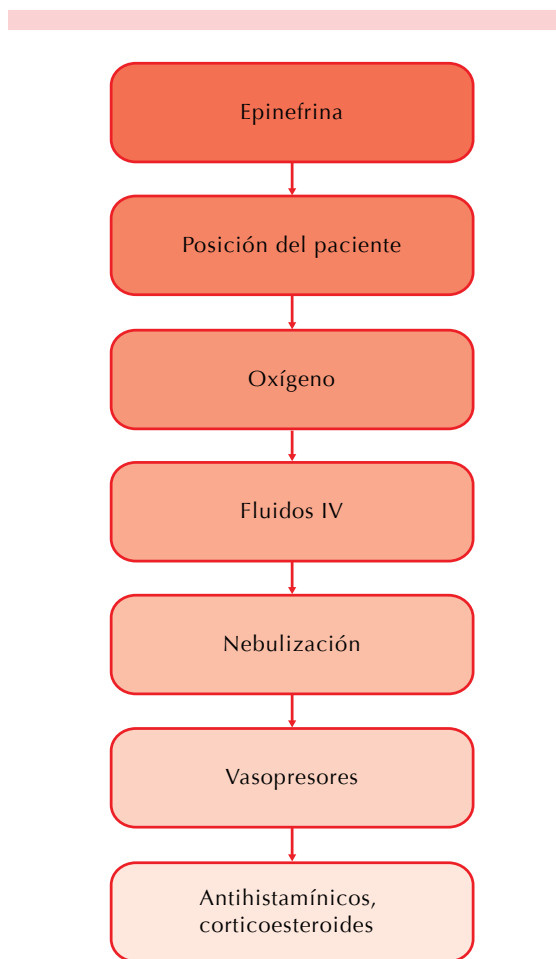 Epinefrina
Posición del paciente
Oxígeno
Fluidos IV
Nebulización
Vasopresores
Antihistamínicos,
corticoesteroides